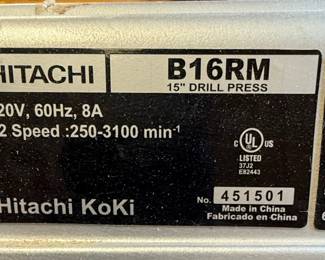 HITACHI
B16RM
15" DRILL PRESS
20V, 60Hz, 8A
2 Speed :250-3100 min-1
C UL US
LISTED
37J2
E82443
Hitachi KoKi
No. 451501
Made in China
Fabricado en China